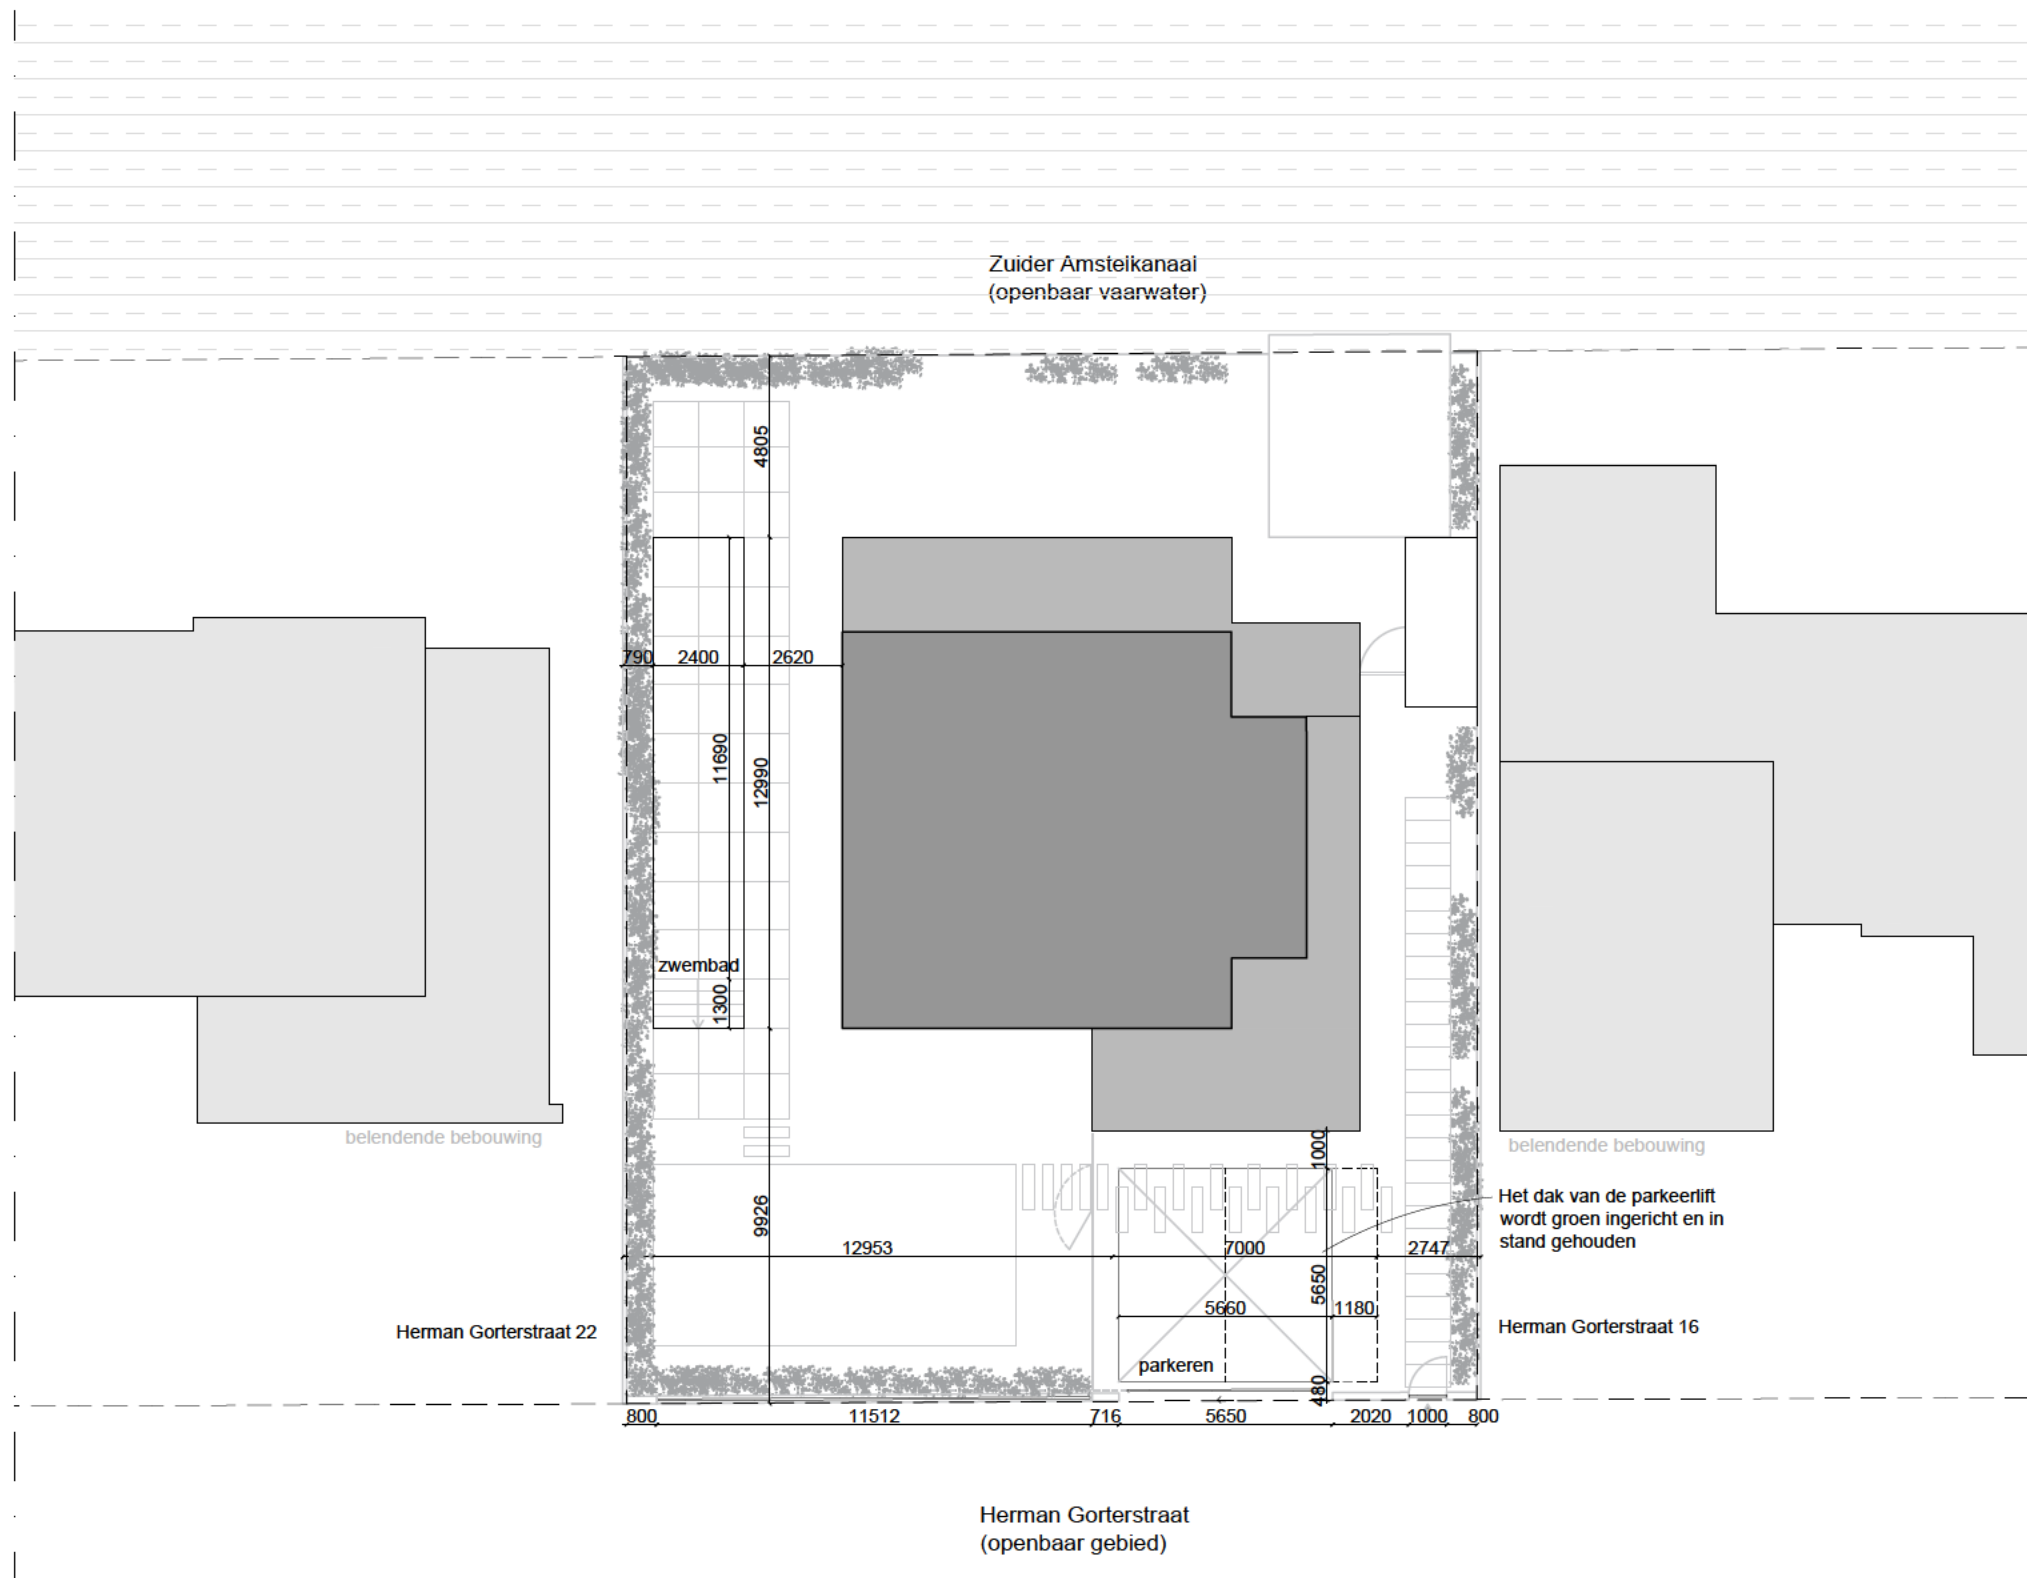 Zuider Amstelkanaal
(openbaar vaarwater)
4805
790
2400
2620
11690
12990
zwembad
1300
belendende bebouwing
belendende bebouwing
1000
Het dak van de parkeerlift
wordt groen ingericht en in
stand gehouden
9926
12953
7000
2747
5650
5660
1180
Herman Gorterstraat 22
Herman Gorterstraat 16
parkeren
480
800
11512
716
5650
2020
1000
800
Herman Gorterstraat
(openbaar gebied)